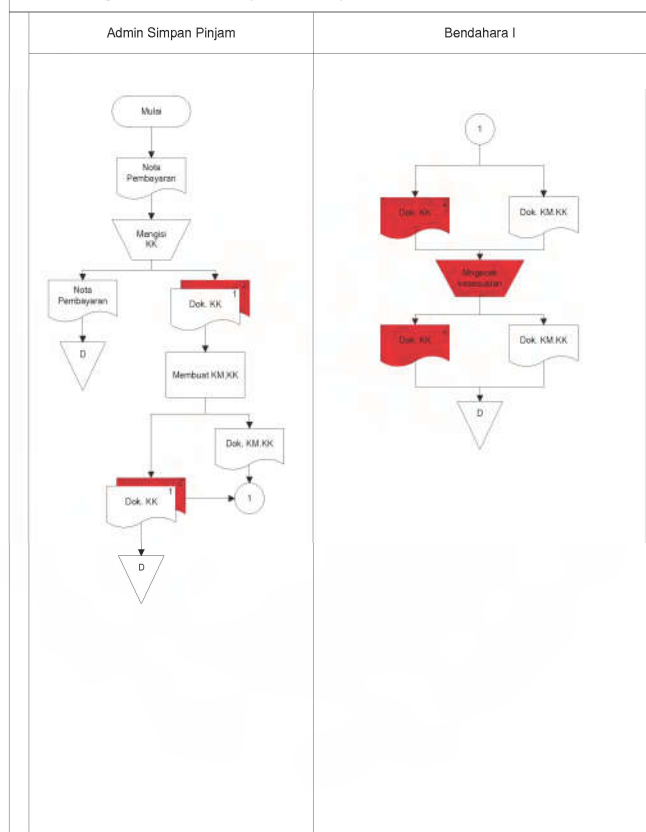 Admin Simpan Pinjam
Bendahara I
Mulai
Nota
Pembayaran
Mengisi
KK
Nota
Pembayaran
D
1
Dok. KK
Membuat KM,KK
Dok, KM.KK
1
Dok. KK
1
D
1
Dok. KK
Dok. KM.KK
Mngecek
kesesuaian
Dok. KK
Dok. KM.KK
D